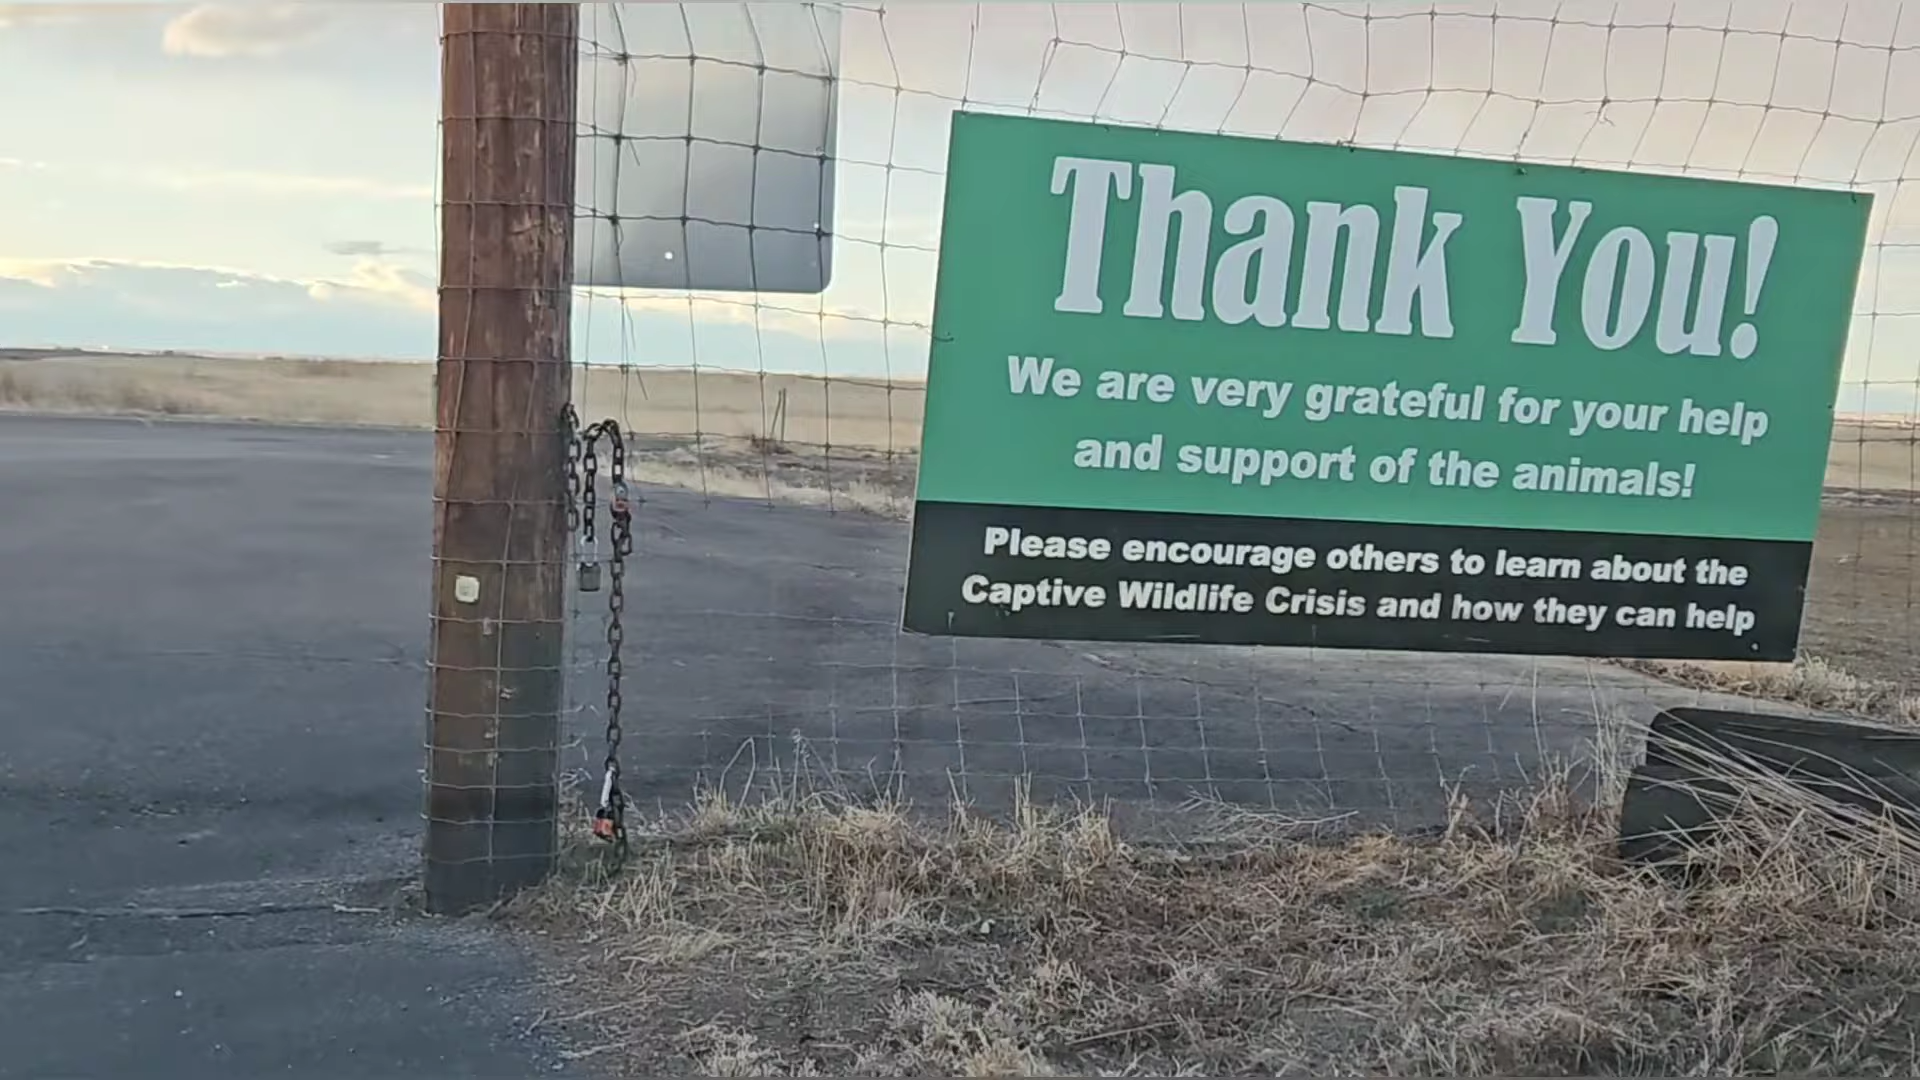 Thank You!
We are very grateful for your help
and support of the animals!
Please encourage others to learn about the
Captive Wildlife Crisis and how they can help